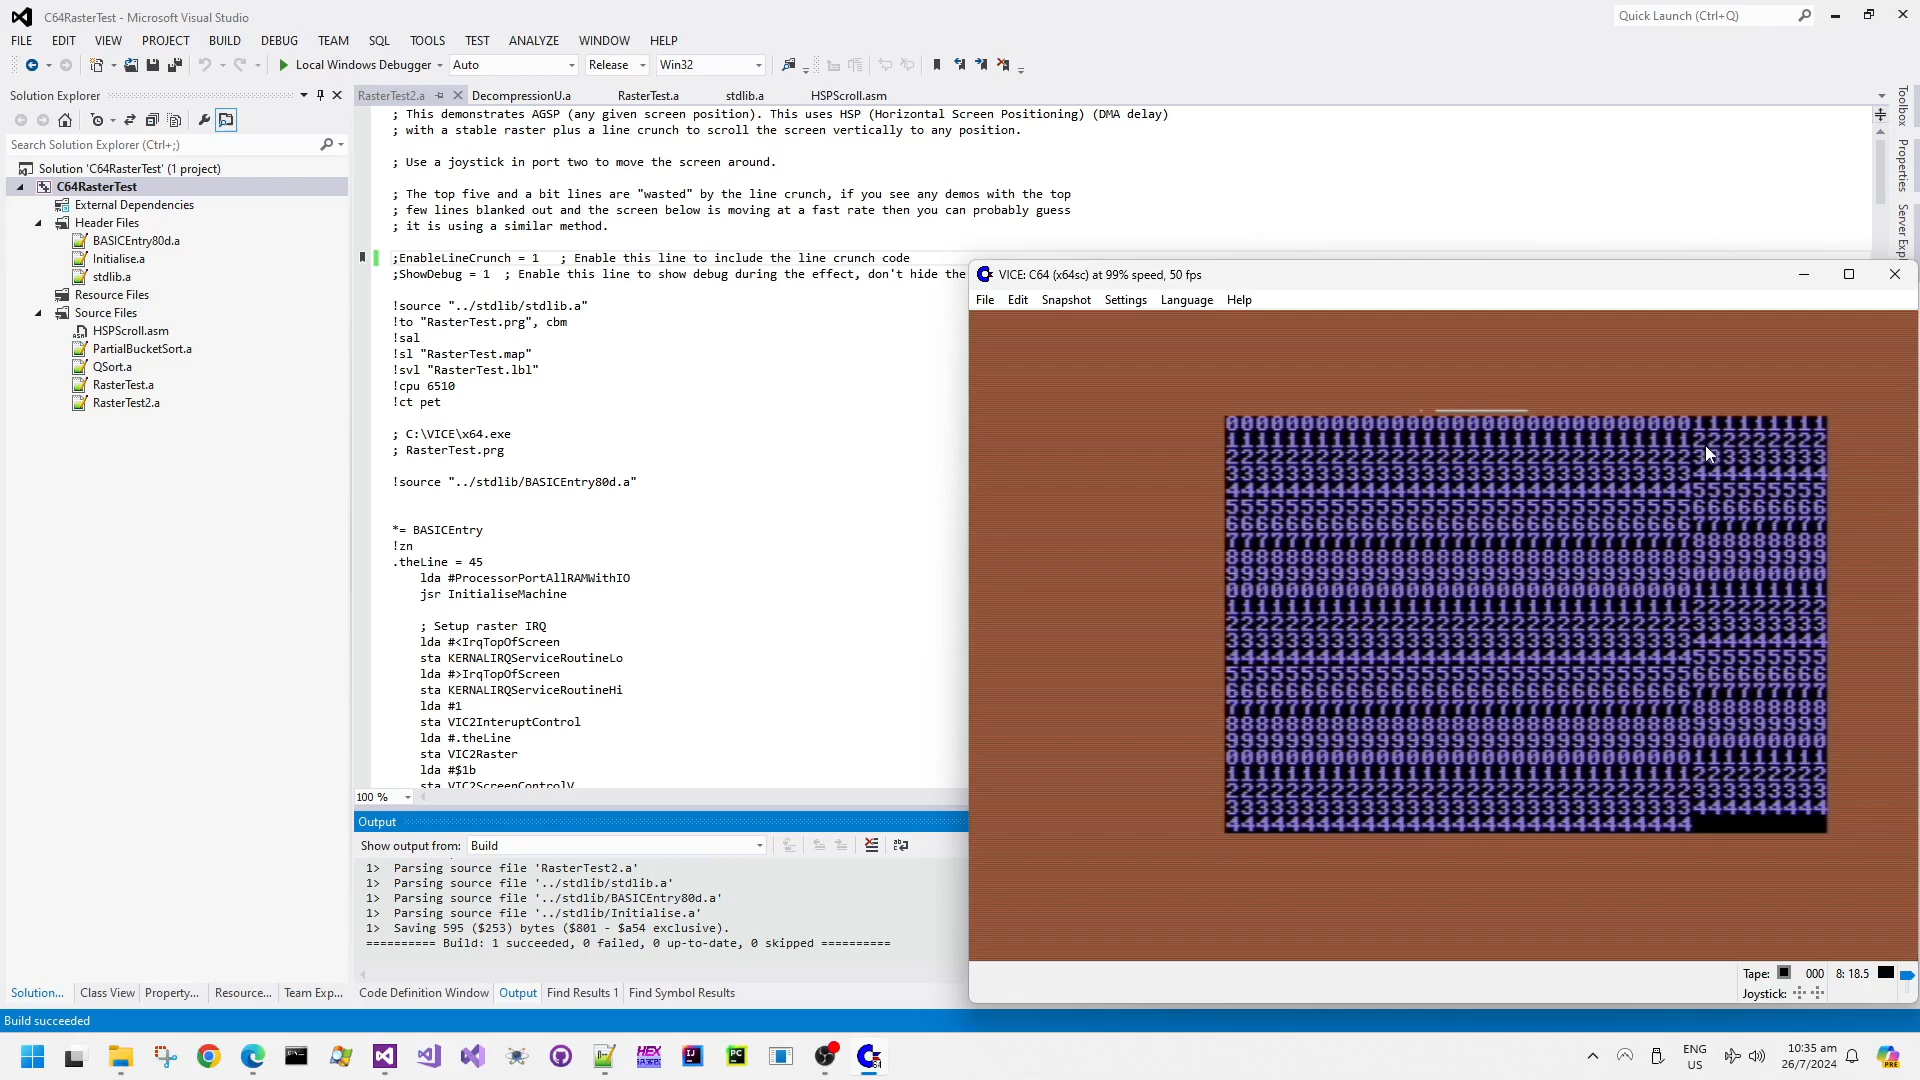 C64RasterTest - Microsoft Visual Studio
Quick Launch (Ctrl+Q)
FILE EDIT VIEW PROJECT BUILD DEBUG TEAM SQL TOOLS TEST ANALYZE WINDOW HELP
Local Windows Debugger Auto Release Win32
Solution Explorer
Search Solution Explorer (Ctrl+;)
Solution 'C64RasterTest' (1 project)
C64RasterTest
External Dependencies
Header Files
BASICEntry80d.a
Initialise.a
stdlib.a
Resource Files
Source Files
HSPScroll.asm
PartialBucketSort.a
QSort.a
RasterTest.a
RasterTest2.a
Solution... Class View Property... Resource... Team Exp...
RasterTest2.a DecompressionU.a RasterTest.a stdlib.a HSPScroll.asm
; This demonstrates AGSP (any given screen position). This uses HSP (Horizontal Screen Positioning) (DMA delay)
; with a stable raster plus a line crunch to scroll the screen vertically to any position.
; Use a joystick in port two to move the screen around.
; The top five and a bit lines are "wasted" by the line crunch, if you see any demos with the top
; few lines blanked out and the screen below is moving at a fast rate then you can probably guess
; it is using a similar method.
;EnableLineCrunch = 1 ; Enable this line to include the line crunch code
;ShowDebug = 1 ; Enable this line to show debug during the effect, don't hide the
!source "../stdlib/stdlib.a"
!to "RasterTest.prg", cbm
!sal
!sl "RasterTest.map"
!svl "RasterTest.lbl"
!cpu 6510
!ct pet
; C:\VICE\x64.exe
; RasterTest.prg
!source "../stdlib/BASICEntry80d.a"
*= BASICEntry
!zn
.theLine = 45
lda #ProcessorPortAllRAMWithIO
jsr InitialiseMachine
; Setup raster IRQ
lda #<IrqTopOfScreen
sta KERNALIRQServiceRoutineLo
lda #>IrqTopOfScreen
sta KERNALIRQServiceRoutineHi
lda #1
sta VIC2InteruptControl
lda #.theLine
sta VIC2Raster
lda #$1b
sta VIC2ScreenControlV
100 %
Output
Show output from: Build
1> Parsing source file 'RasterTest2.a'
1> Parsing source file '../stdlib/stdlib.a'
1> Parsing source file '../stdlib/BASICEntry80d.a'
1> Parsing source file '../stdlib/Initialise.a'
1> Saving 595 ($253) bytes ($801 - $a54 exclusive).
========== Build: 1 succeeded, 0 failed, 0 up-to-date, 0 skipped ==========
Code Definition Window Output Find Results 1 Find Symbol Results
Toolbox
Properties
VICE: C64 (x64sc) at 99% speed, 50 fps
File Edit Snapshot Settings Language Help
Tape: 000 8: 18.5
Joystick:
Build succeeded
ENG
US
10:35 am
26/7/2024